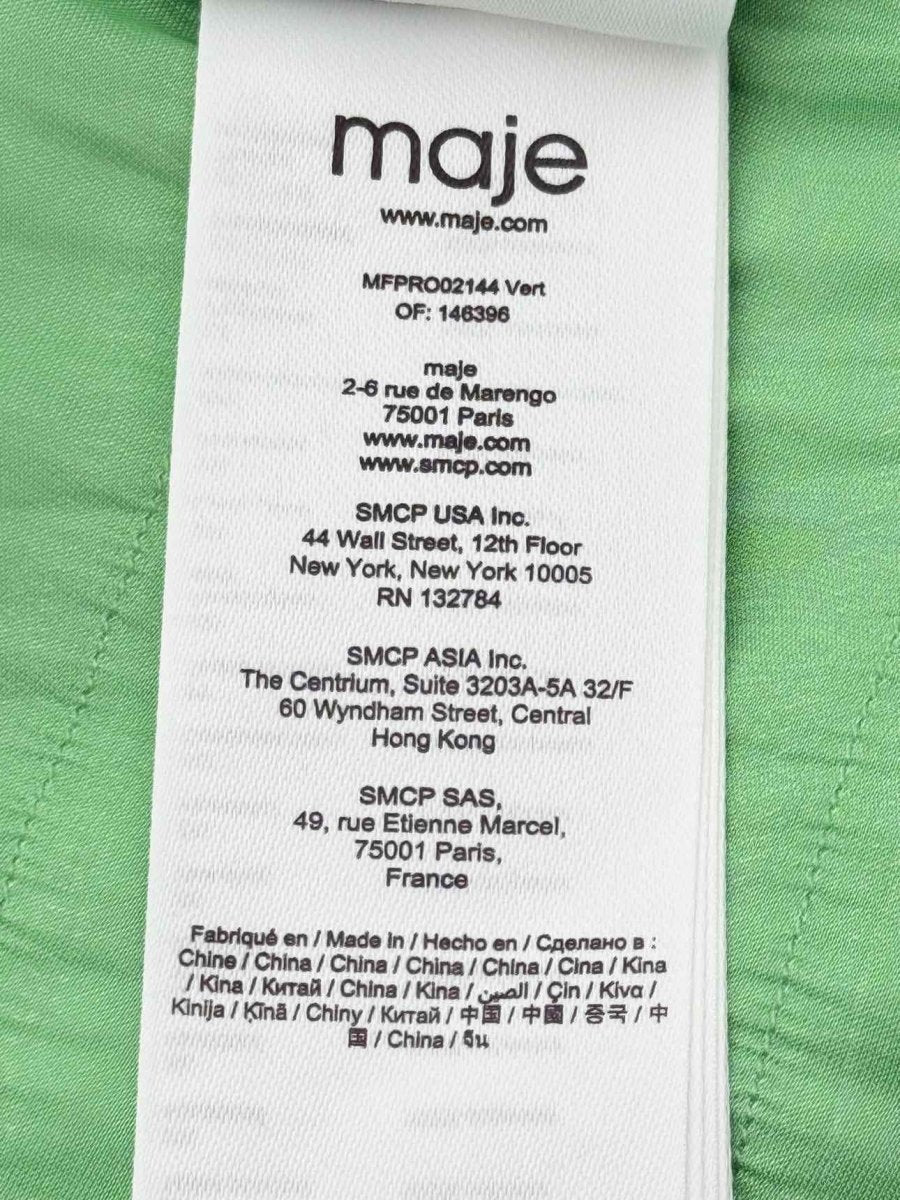 maje
www.maje.com
MFPRO02144 Vert
OF: 146396
maje
2-6 rue de Marengo
75001 Paris
www.maje.com
www.smcp.com
SMCP USA Inc.
44 Wall Street, 12th Floor
New York, New York 10005
RN 132784
SMCP ASIA Inc.
The Centrium, Suite 3203A-5A 32/F
60 Wyndham Street, Central
Hong Kong
SMCP SAS,
49, rue Etienne Marcel,
75001 Paris,
France
Fabriqué en / Made in / Hecho en / Сделано в :
Chine / China / China / China / China / Cina / Kina
/ Kina / Китай / China / Kina / الصين / Çin / Κίνα /
Kinija / Ķīnā / Chiny / Китай / 中国 / 中國 / 중국 / 中
国 / China / จีน